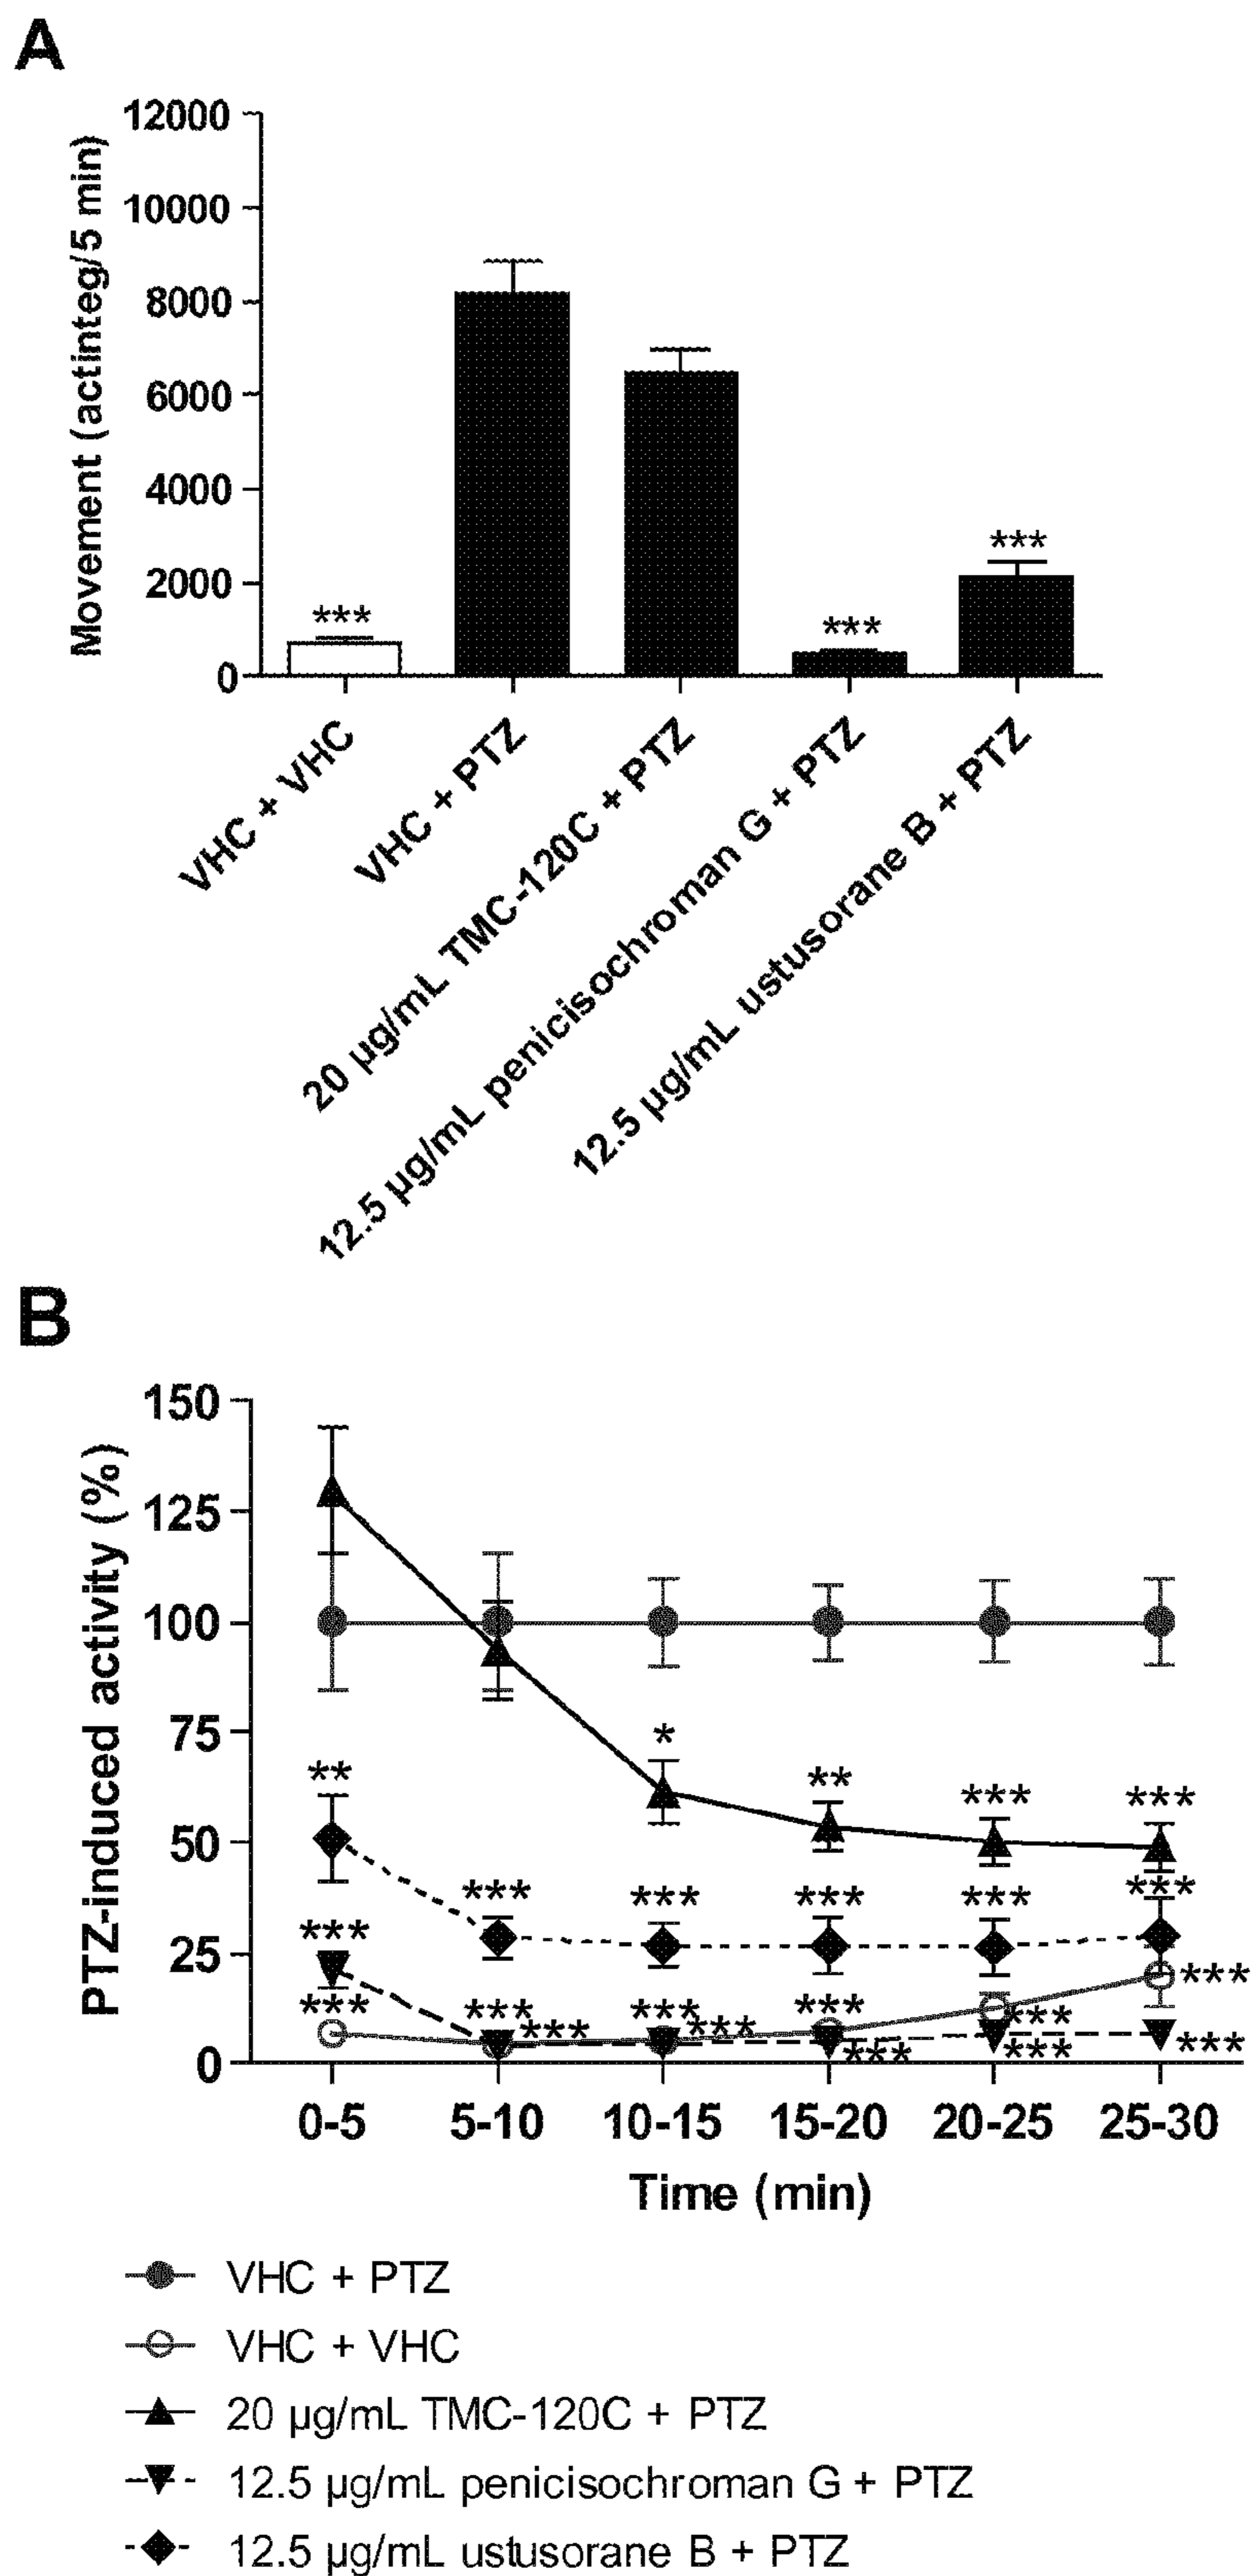 A
Movement (actinteg/5 min)
12000
10000
8000
6000
4000
2000
0
***
***
***
VHC + VHC
VHC + PTZ
20 µg/mL TMC-120C + PTZ
12.5 µg/mL penicisochroman G + PTZ
12.5 µg/mL ustusorane B + PTZ
B
PTZ-induced activity (%)
150
125
100
75
50
25
0
* ** *** ***
** *** *** *** *** ***
*** *** *** *** *** ***
*** *** *** *** *** ***
0-5 5-10 10-15 15-20 20-25 25-30
Time (min)
VHC + PTZ
VHC + VHC
20 µg/mL TMC-120C + PTZ
12.5 µg/mL penicisochroman G + PTZ
12.5 µg/mL ustusorane B + PTZ